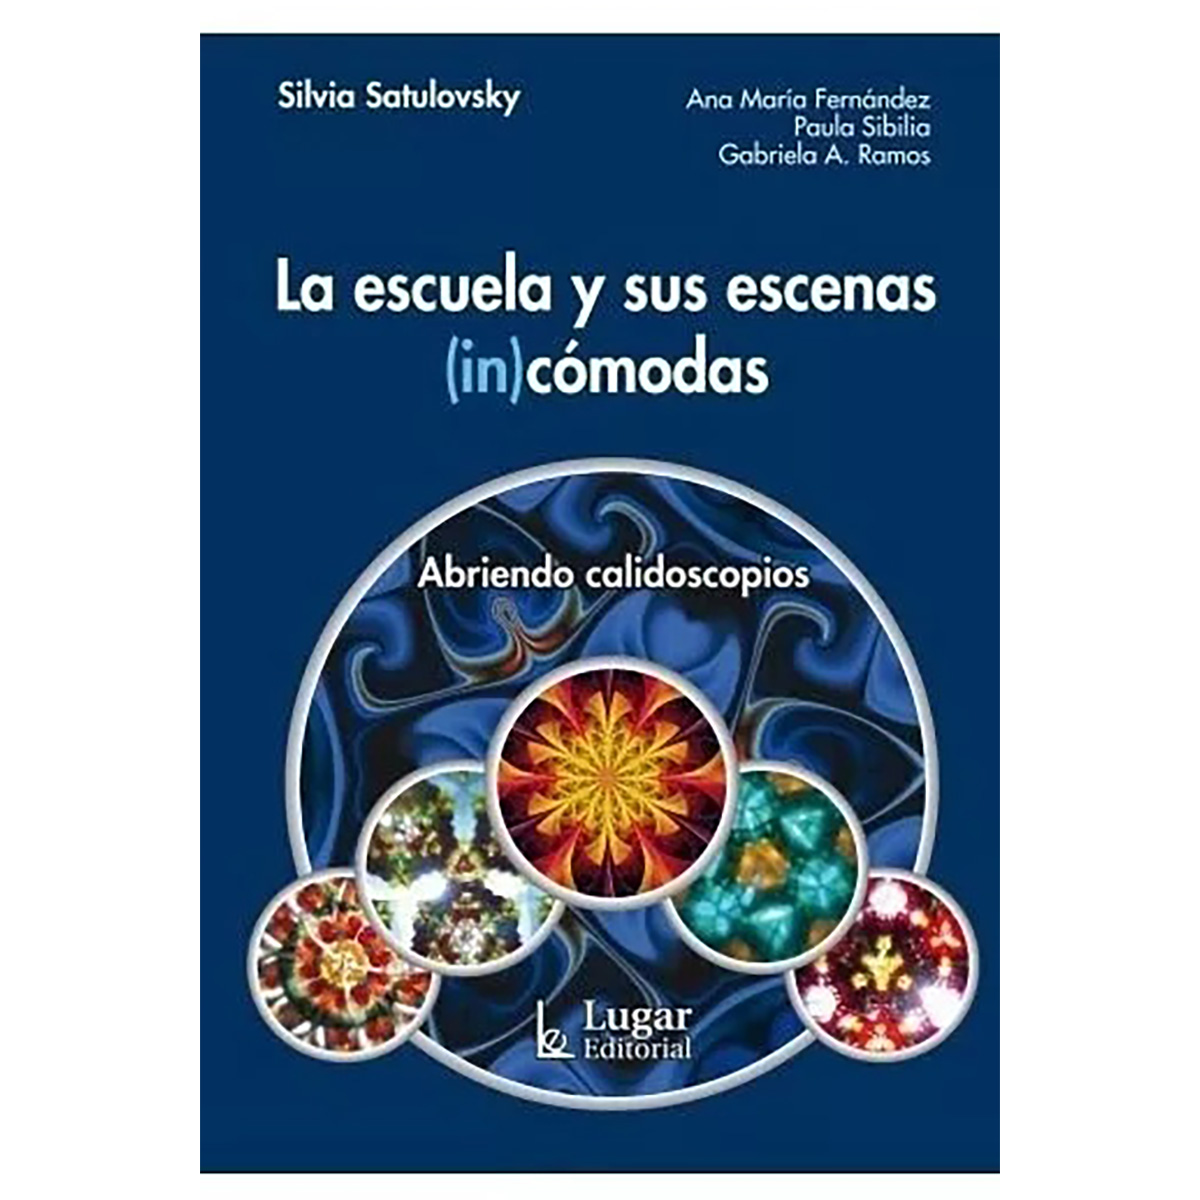 Silvia Satulovsky
Ana María Fernández
Paula Sibilia
Gabriela A. Ramos
La escuela y sus escenas
(in)cómodas
Abriendo calidoscopios
Lugar
Editorial